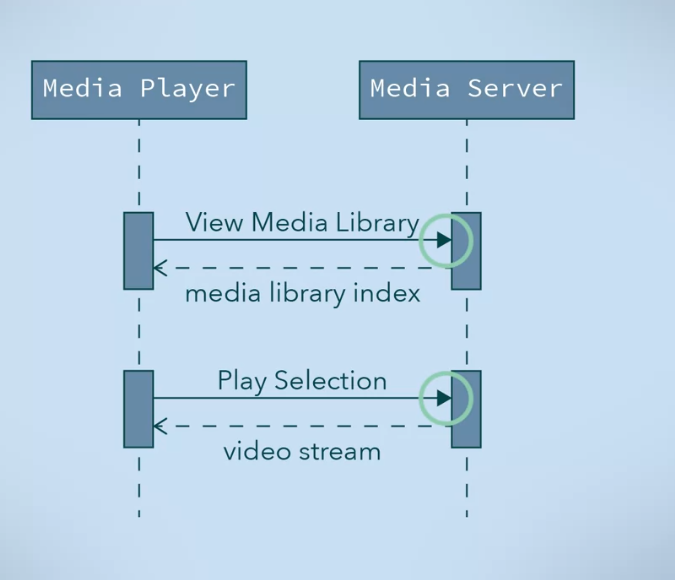 Media Player
Media Server
View Media Library
media library index
Play Selection
video stream